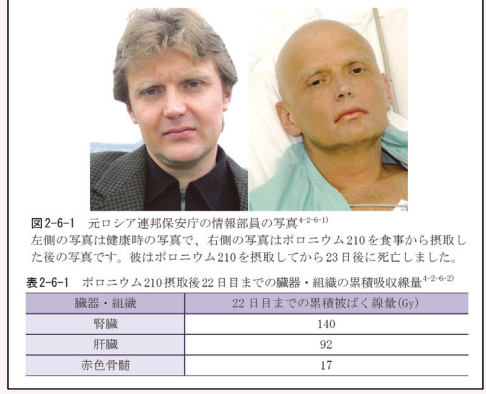 図2-6-1　元ロシア連邦保安庁の情報部員の写真4-2-6-1)
左側の写真は健康時の写真で、右側の写真はポロニウム210を食事から摂取し
た後の写真です。彼はポロニウム210を摂取してから23日後に死亡しました。
表2-6-1　ポロニウム210摂取後22日目までの臓器・組織の累積吸収線量4-2-6-2)
臓器・組織　22日目までの累積被ばく線量(Gy)
腎臓　140
肝臓　92
赤色骨髄　17